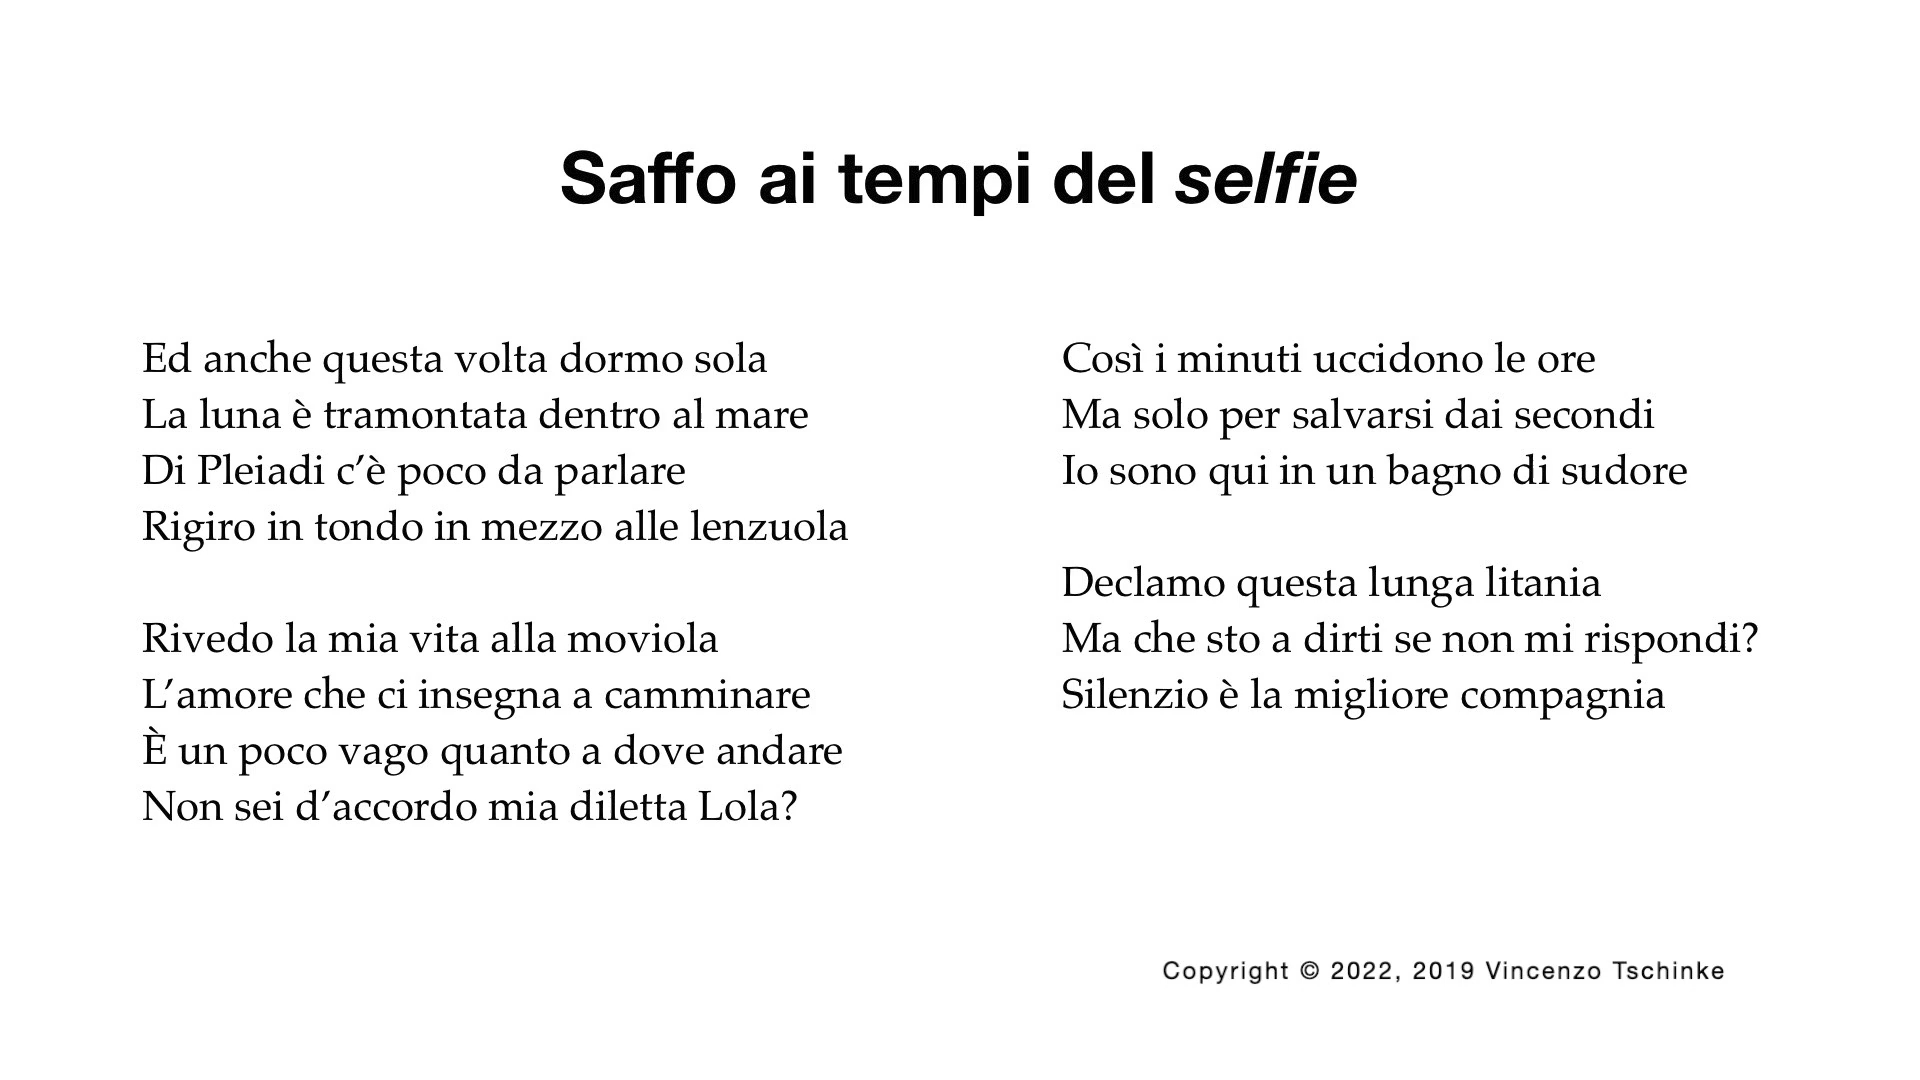 Saffo ai tempi del selfie
Ed anche questa volta dormo sola
La luna è tramontata dentro al mare
Di Pleiadi c’è poco da parlare
Rigiro in tondo in mezzo alle lenzuola
Rivedo la mia vita alla moviola
L’amore che ci insegna a camminare
È un poco vago quanto a dove andare
Non sei d’accordo mia diletta Lola?
Così i minuti uccidono le ore
Ma solo per salvarsi dai secondi
Io sono qui in un bagno di sudore
Declamo questa lunga litania
Ma che sto a dirti se non mi rispondi?
Silenzio è la migliore compagnia
Copyright © 2022, 2019 Vincenzo Tschinke